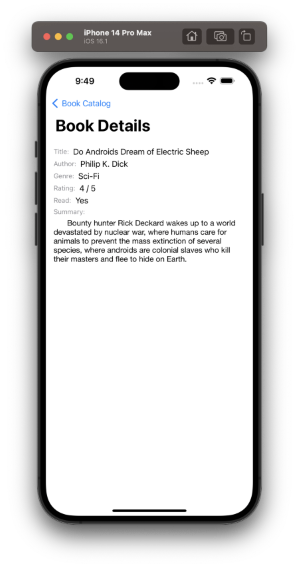 iPhone 14 Pro Max
iOS 16.1
9:49
Book Catalog
Book Details
Title: Do Androids Dream of Electric Sheep
Author: Philip K. Dick
Genre: Sci-Fi
Rating: 4 / 5
Read: Yes
Summary:
Bounty hunter Rick Deckard wakes up to a world
devastated by nuclear war, where humans care for
animals to prevent the mass extinction of several
species, where androids are colonial slaves who kill
their masters and flee to hide on Earth.